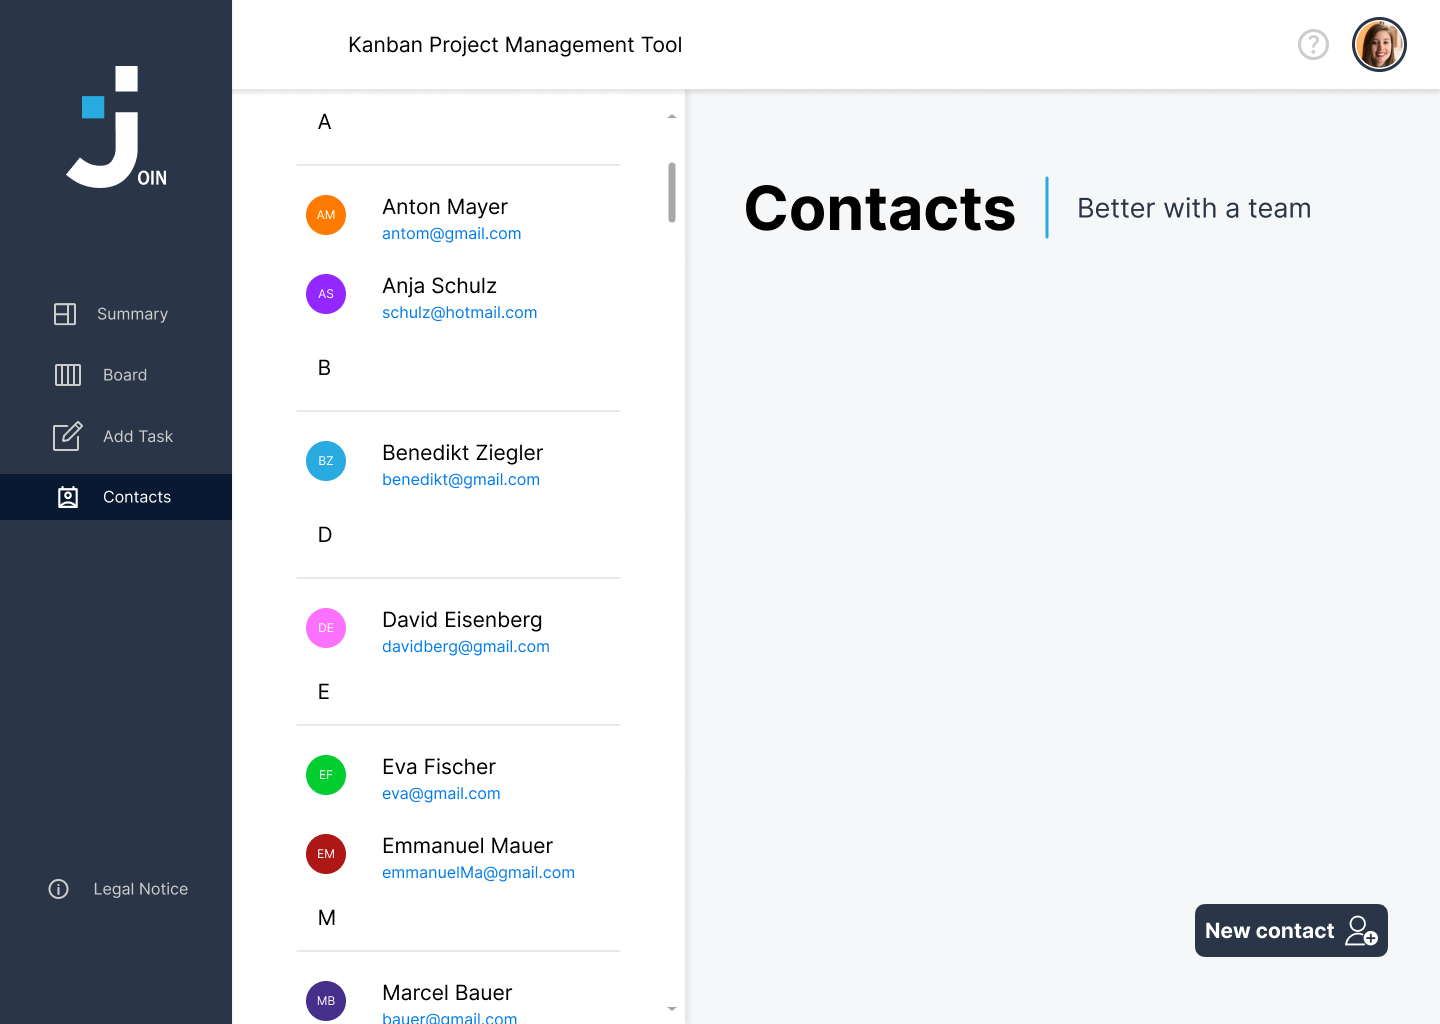 Kanban Project Management Tool
OIN
Summary
Board
Add Task
Contacts
Legal Notice
A
AM
Anton Mayer
antom@gmail.com
AS
Anja Schulz
schulz@hotmail.com
B
BZ
Benedikt Ziegler
benedikt@gmail.com
D
DE
David Eisenberg
davidberg@gmail.com
E
EF
Eva Fischer
eva@gmail.com
EM
Emmanuel Mauer
emmanuelMa@gmail.com
M
MB
Marcel Bauer
bauer@gmail.com
Contacts
Better with a team
New contact